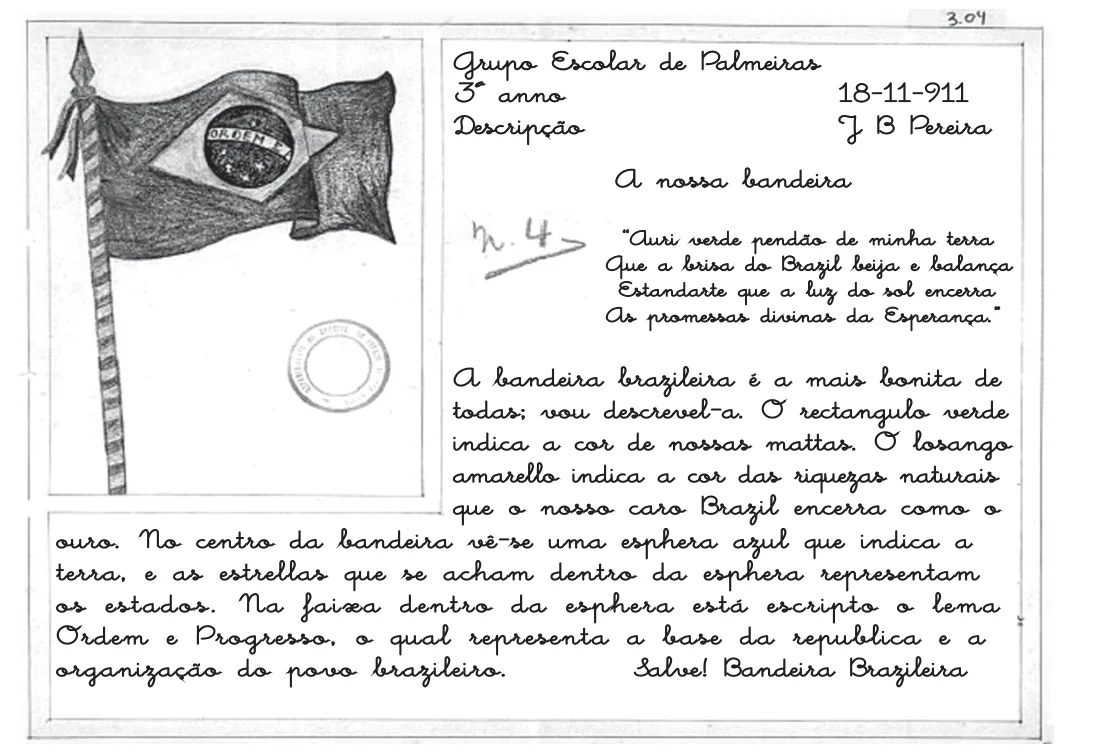 3.04
ORDEM E P
Grupo Escolar de Palmeiras
3º anno 18-11-911
Descripção J B Pereira
A nossa bandeira
n. 4
“Auri verde pendão de minha terra
Que a brisa do Brazil beija e balança
Estandarte que a luz do sol encerra
As promessas divinas da Esperança.”
A bandeira brazileira é a mais bonita de
todas; vou descrevel-a. O rectangulo verde
indica a cor de nossas mattas. O losango
amarello indica a cor das riquezas naturais
que o nosso caro Brazil encerra como o
ouro. No centro da bandeira vê-se uma esphera azul que indica a
terra, e as estrellas que se acham dentro da esphera representam
os estados. Na faixa dentro da esphera está escripto o lema
Ordem e Progresso, o qual representa a base da republica e a
organização do povo brazileiro. Salve! Bandeira Brazileira